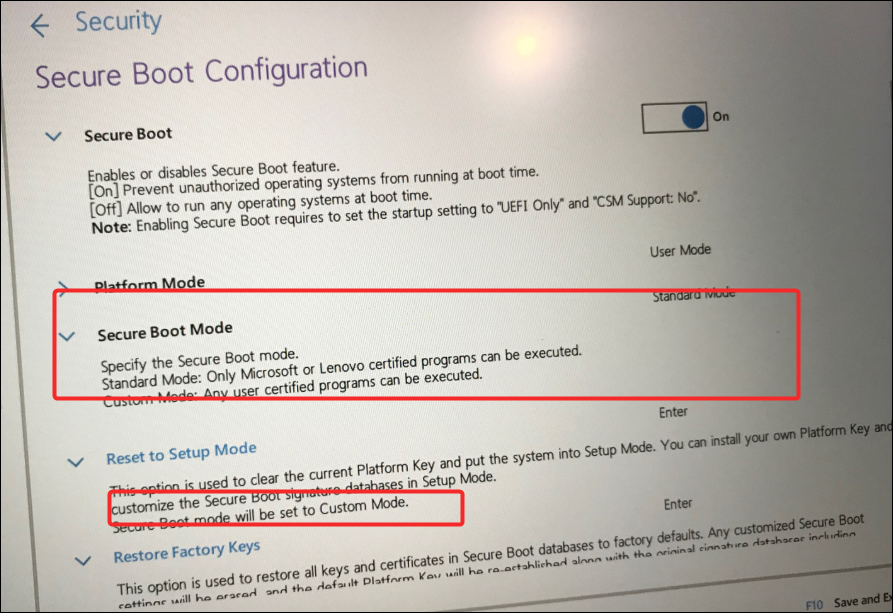 Security
Secure Boot Configuration
Secure Boot
On
Enables or disables Secure Boot feature.
[On] Prevent unauthorized operating systems from running at boot time.
[Off] Allow to run any operating systems at boot time.
Note: Enabling Secure Boot requires to set the startup setting to "UEFI Only" and "CSM Support: No".
Platform Mode
User Mode
Secure Boot Mode
Standard Mode
Specify the Secure Boot mode.
Standard Mode: Only Microsoft or Lenovo certified programs can be executed.
Custom Mode: Any user certified programs can be executed.
Reset to Setup Mode
Enter
This option is used to clear the current Platform Key and put the system into Setup Mode. You can install your own Platform Key and
customize the Secure Boot signature databases in Setup Mode.
Secure Boot mode will be set to Custom Mode.
Restore Factory Keys
Enter
This option is used to restore all keys and certificates in Secure Boot databases to factory defaults. Any customized Secure Boot
settings will be erased, and the default Platform Key will be re-established along with the original signature databases including
F10 Save and Ex